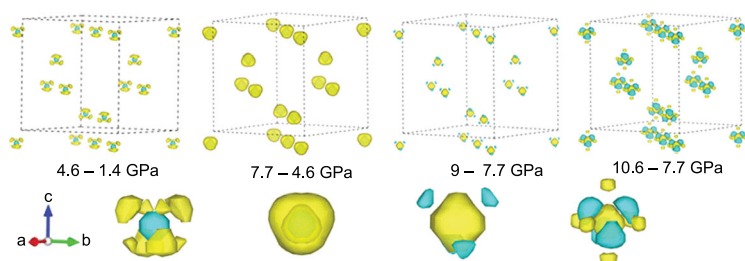 4.6 – 1.4 GPa
7.7 – 4.6 GPa
9 – 7.7 GPa
10.6 – 7.7 GPa
c
a
b